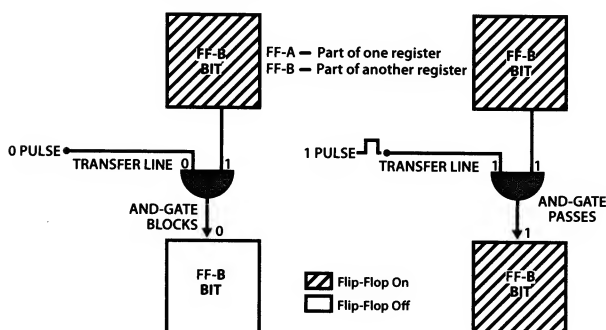 FF-B
BIT
FF-A — Part of one register
FF-B — Part of another register
FF-B
BIT
0 PULSE
TRANSFER LINE
0
1
1 PULSE
TRANSFER LINE
1
1
AND-GATE
BLOCKS
0
AND-GATE
PASSES
1
FF-B
BIT
Flip-Flop On
Flip-Flop Off
FF-B
BIT